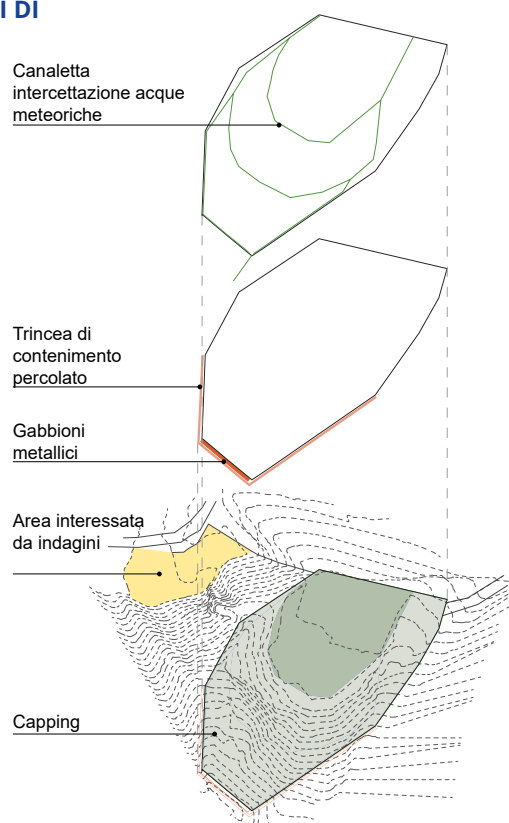 I DI
Canaletta
intercettazione acque
meteoriche
Trincea di
contenimento
percolato
Gabbioni
metallici
Area interessata
da indagini
Capping